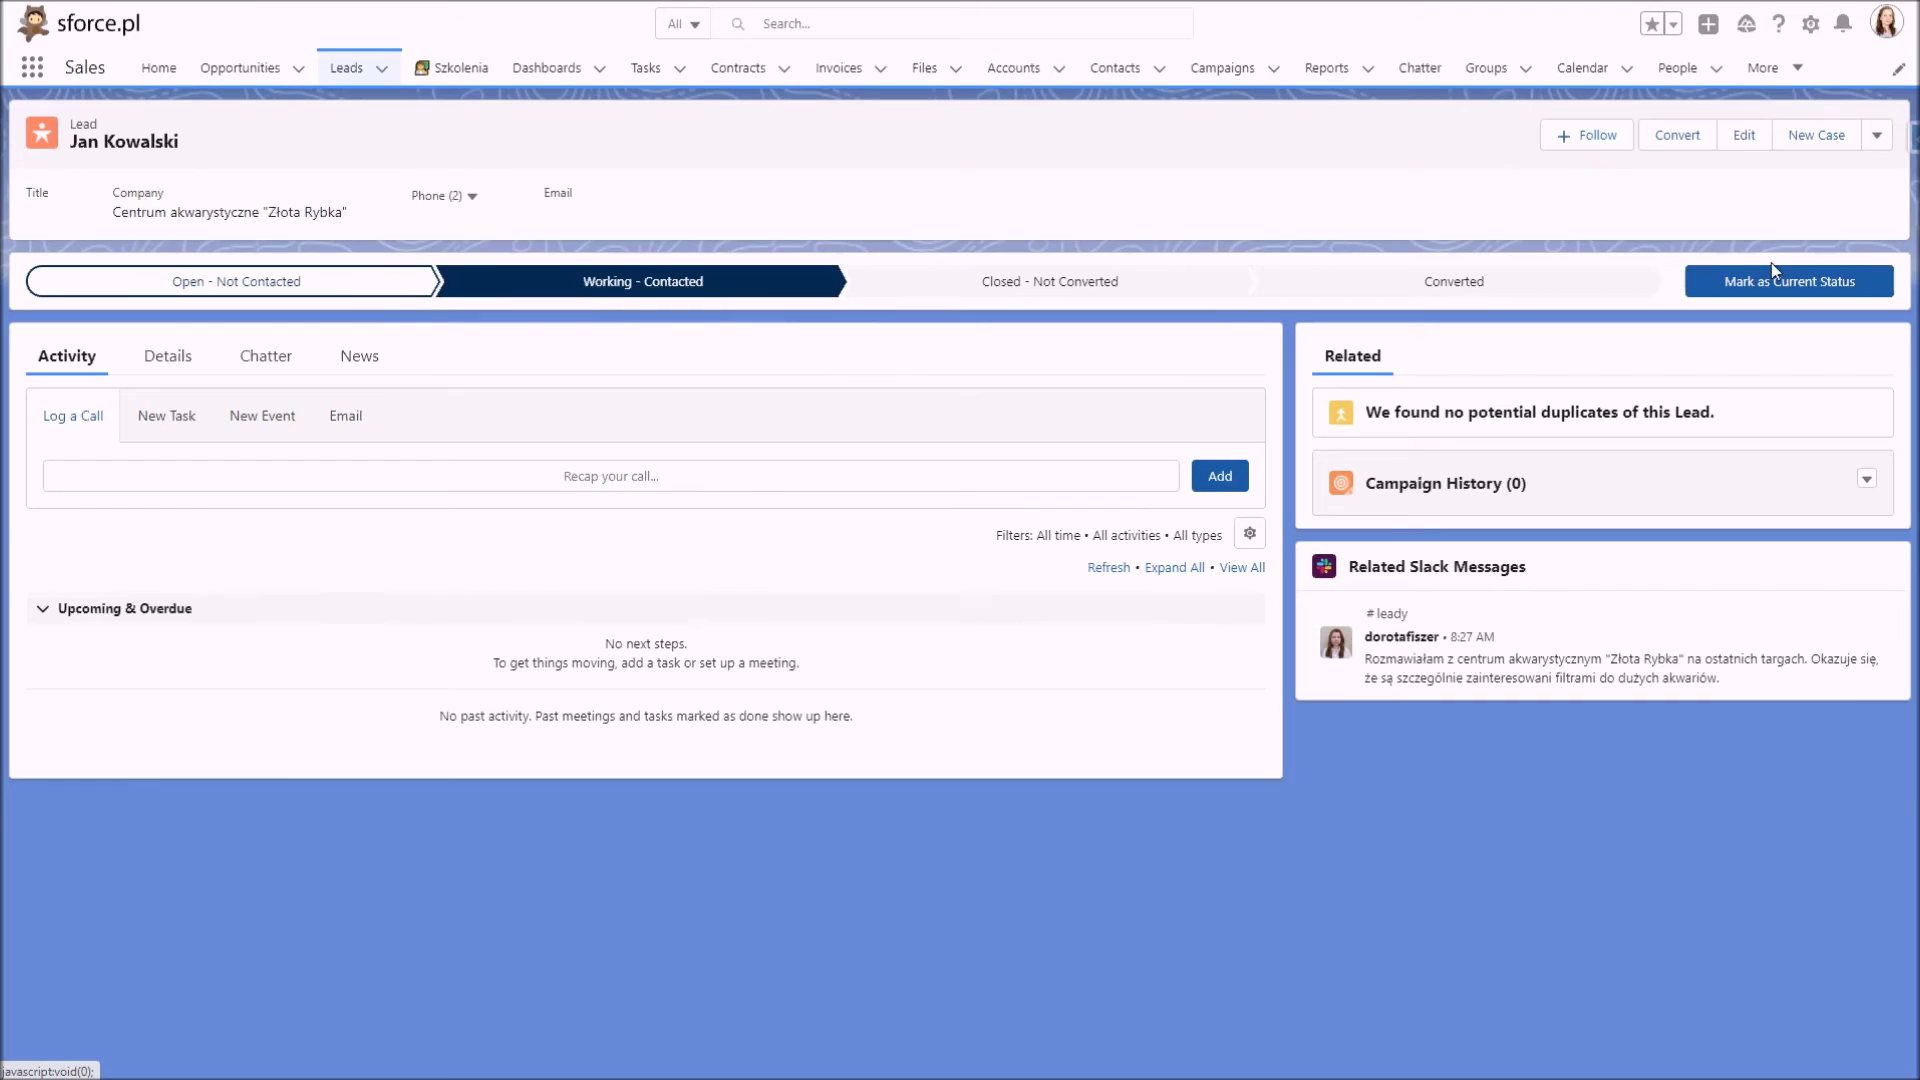 sforce.pl
All
Search...
Sales
Home
Opportunities
Leads
Szkolenia
Dashboards
Tasks
Contracts
Invoices
Files
Accounts
Contacts
Campaigns
Reports
Chatter
Groups
Calendar
People
More
Lead
Jan Kowalski
+ Follow
Convert
Edit
New Case
Title
Company
Phone (2)
Email
Centrum akwarystyczne "Złota Rybka"
Open - Not Contacted
Working - Contacted
Closed - Not Converted
Converted
Mark as Current Status
Activity
Details
Chatter
News
Log a Call
New Task
New Event
Email
Recap your call...
Add
Filters: All time • All activities • All types
Refresh • Expand All • View All
Upcoming & Overdue
No next steps.
To get things moving, add a task or set up a meeting.
No past activity. Past meetings and tasks marked as done show up here.
Related
We found no potential duplicates of this Lead.
Campaign History (0)
Related Slack Messages
# leady
dorotafiszer • 8:27 AM
Rozmawiałam z centrum akwarystycznym "Złota Rybka" na ostatnich targach. Okazuje się,
że są szczególnie zainteresowani filtrami do dużych akwariów.
javascript:void(0);